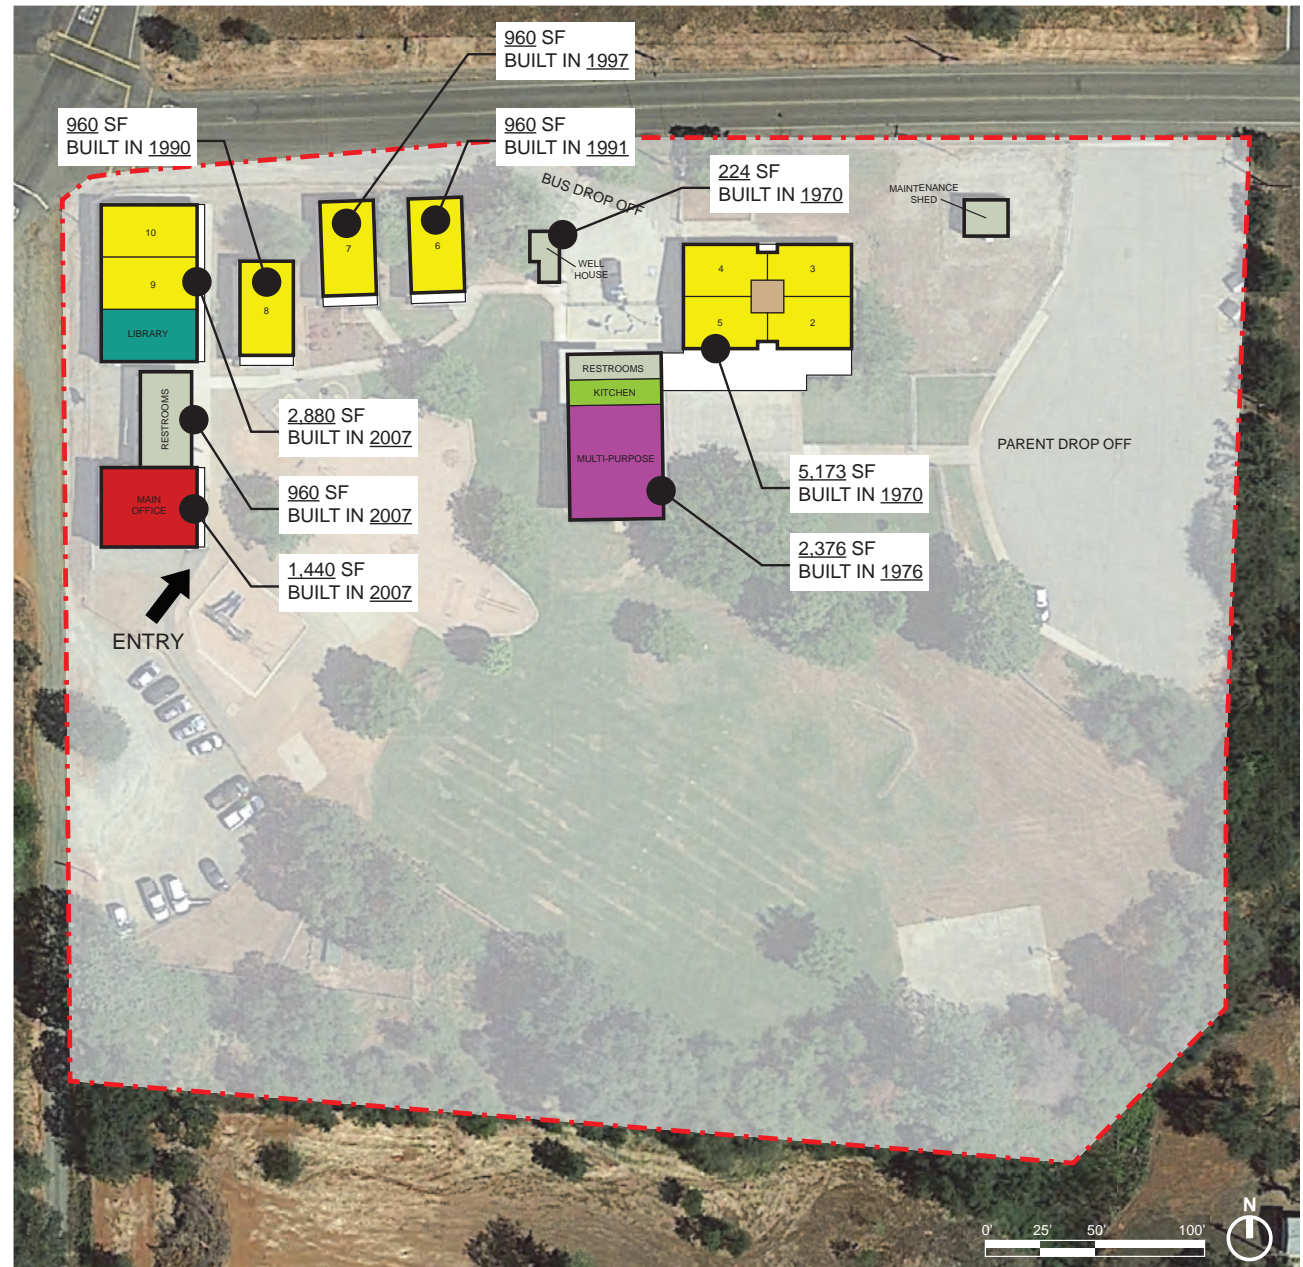 960 SF
BUILT IN 1997
960 SF
BUILT IN 1990
960 SF
BUILT IN 1991
224 SF
BUILT IN 1970
BUS DROP OFF
MAINTENANCE
SHED
10
9
LIBRARY
8
7
6
WELL
HOUSE
4
3
5
2
RESTROOMS
KITCHEN
MULTI-PURPOSE
RESTROOMS
MAIN
OFFICE
2,880 SF
BUILT IN 2007
960 SF
BUILT IN 2007
1,440 SF
BUILT IN 2007
5,173 SF
BUILT IN 1970
2,376 SF
BUILT IN 1976
PARENT DROP OFF
ENTRY
N
0' 25' 50' 100'